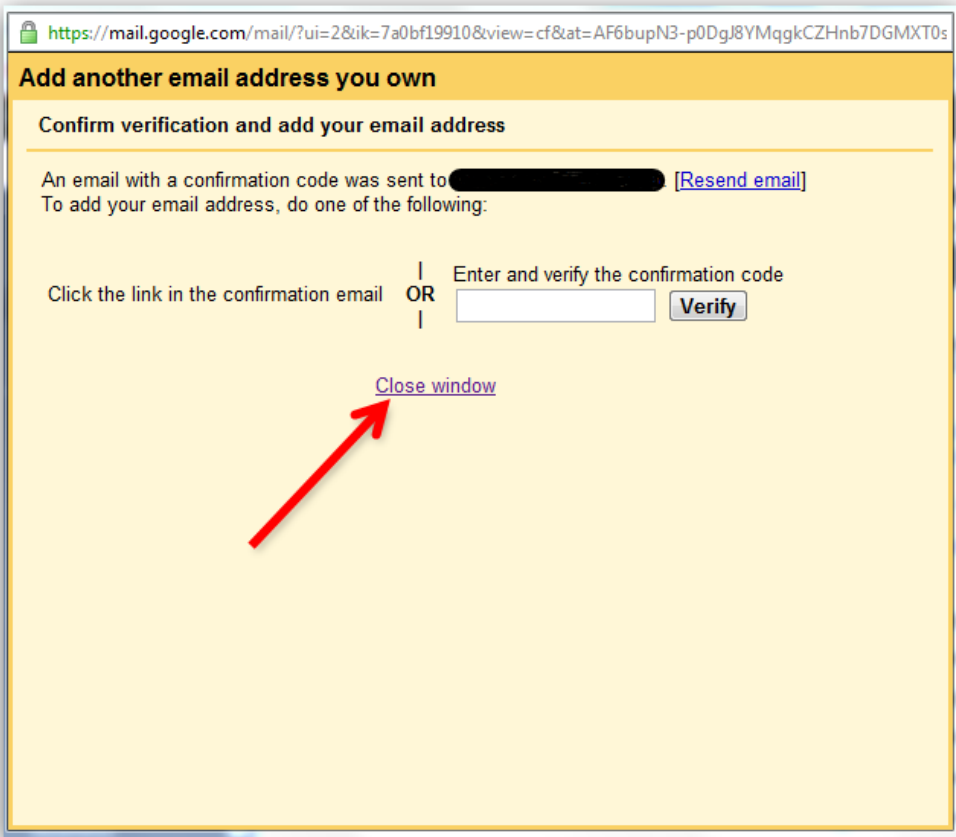 https://mail.google.com/mail/?ui=2&ik=7a0bf19910&view=cf&at=AF6bupN3-p0DgJ8YMqgkCZHnb7DGMXT0s
Add another email address you own
Confirm verification and add your email address
An email with a confirmation code was sent to . [Resend email]
To add your email address, do one of the following:
Click the link in the confirmation email
|
OR
|
Enter and verify the confirmation code
Verify
Close window